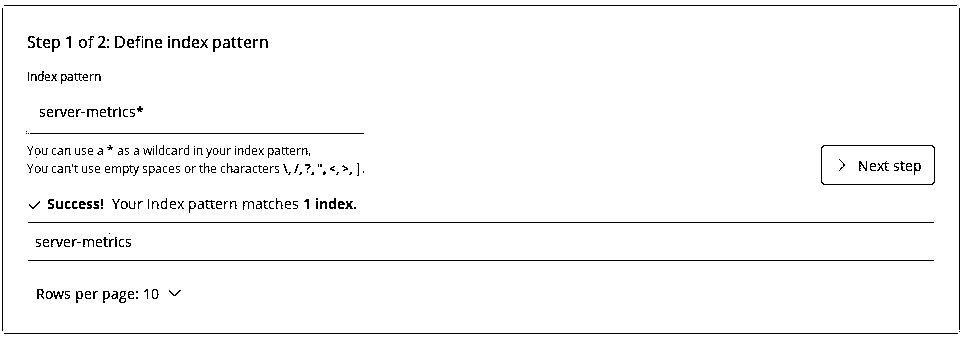 Step 1 of 2: Define index pattern
Index pattern
server-metrics*
You can use a * as a wildcard in your index pattern.
You can't use empty spaces or the characters \, /, ?, ", <, >, |.
Next step
Success! Your index pattern matches 1 index.
server-metrics
Rows per page: 10